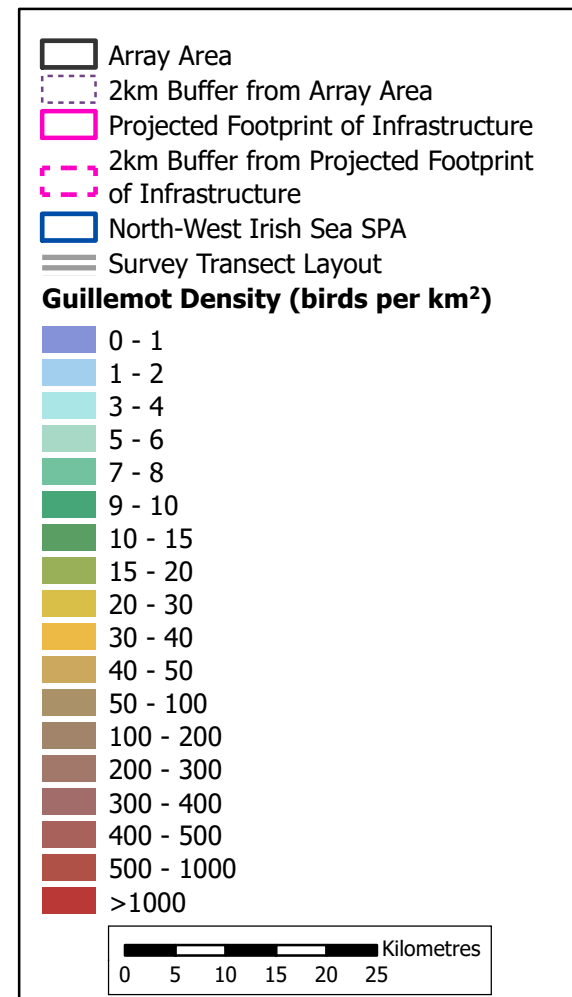 Array Area
2km Buffer from Array Area
Projected Footprint of Infrastructure
2km Buffer from Projected Footprint
of Infrastructure
North-West Irish Sea SPA
Survey Transect Layout
Guillemot Density (birds per km²)
0 - 1
1 - 2
3 - 4
5 - 6
7 - 8
9 - 10
10 - 15
15 - 20
20 - 30
30 - 40
40 - 50
50 - 100
100 - 200
200 - 300
300 - 400
400 - 500
500 - 1000
>1000
Kilometres
0 5 10 15 20 25